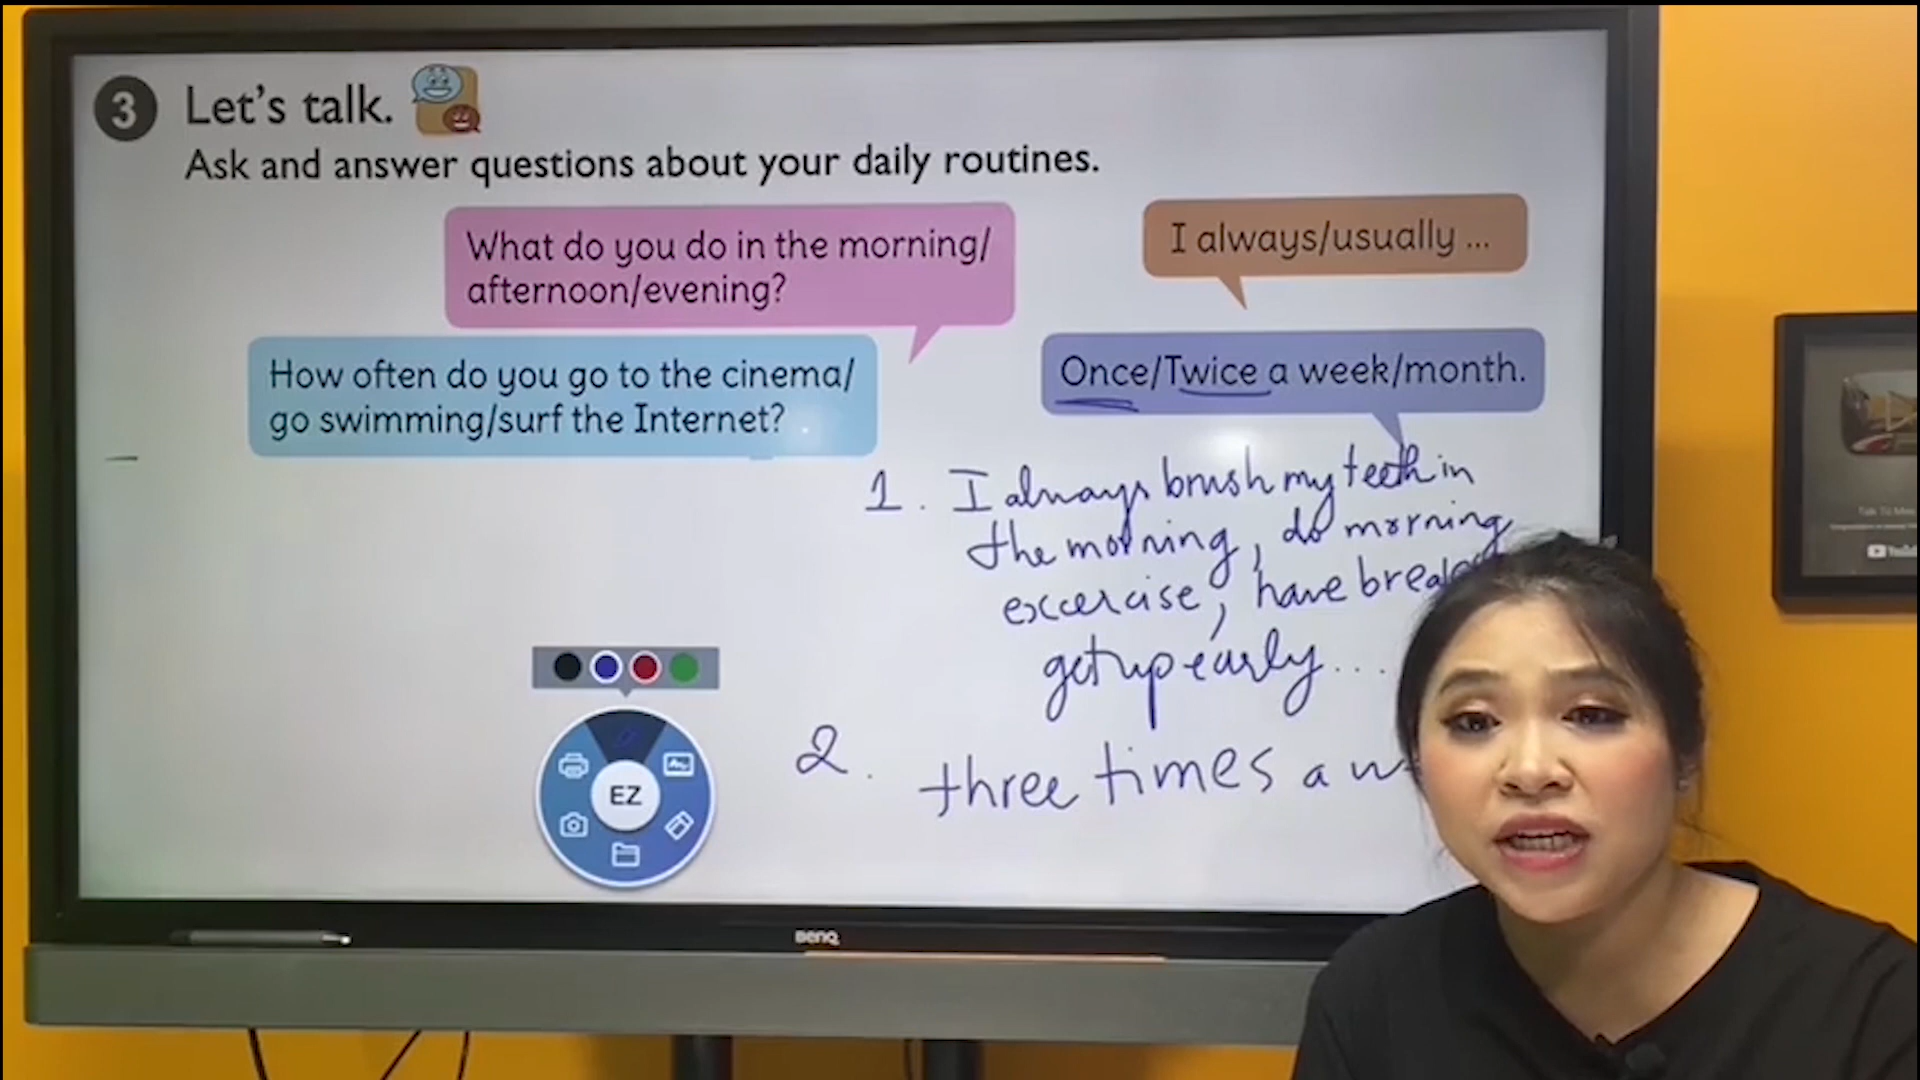 3 Let's talk.
Ask and answer questions about your daily routines.
What do you do in the morning/
afternoon/evening?
I always/usually ...
How often do you go to the cinema/
go swimming/surf the Internet?
Once/Twice a week/month.
1. I always brush my teeth in
the morning, do morning
excercise, have
get up early...
2. three times a
EZ
BenQ